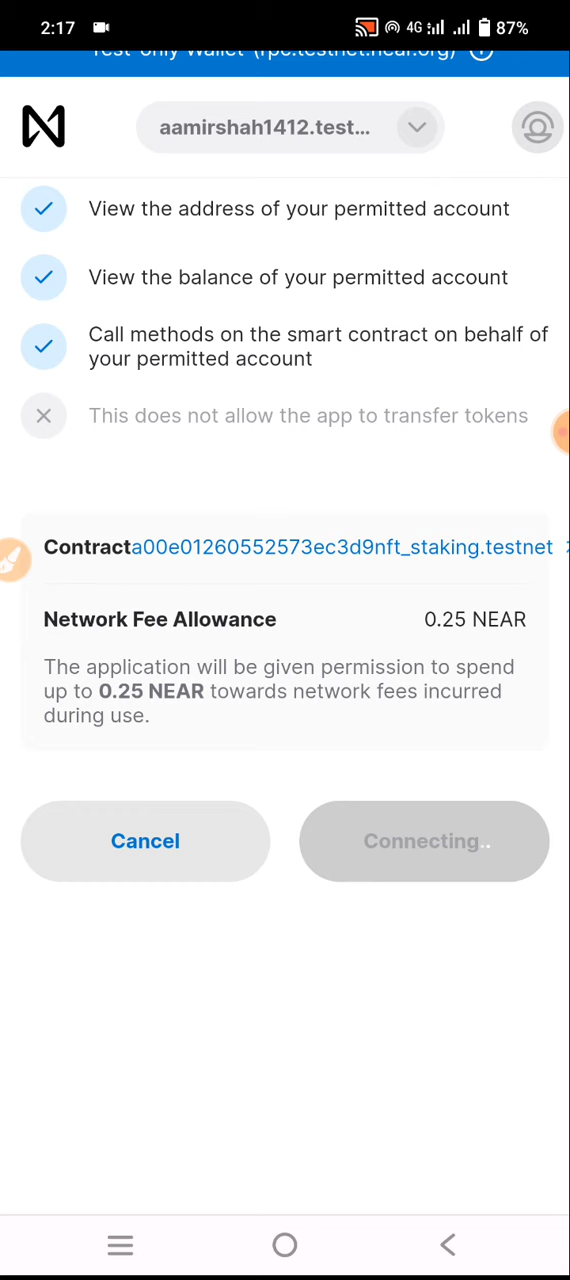 2:17 4G 87%
Test-only Wallet (rpc.testnet.near.org)
aamirshah1412.test...
View the address of your permitted account
View the balance of your permitted account
Call methods on the smart contract on behalf of
your permitted account
This does not allow the app to transfer tokens
Contracta00e01260552573ec3d9nft_staking.testnet
Network Fee Allowance 0.25 NEAR
The application will be given permission to spend
up to 0.25 NEAR towards network fees incurred
during use.
Cancel Connecting..